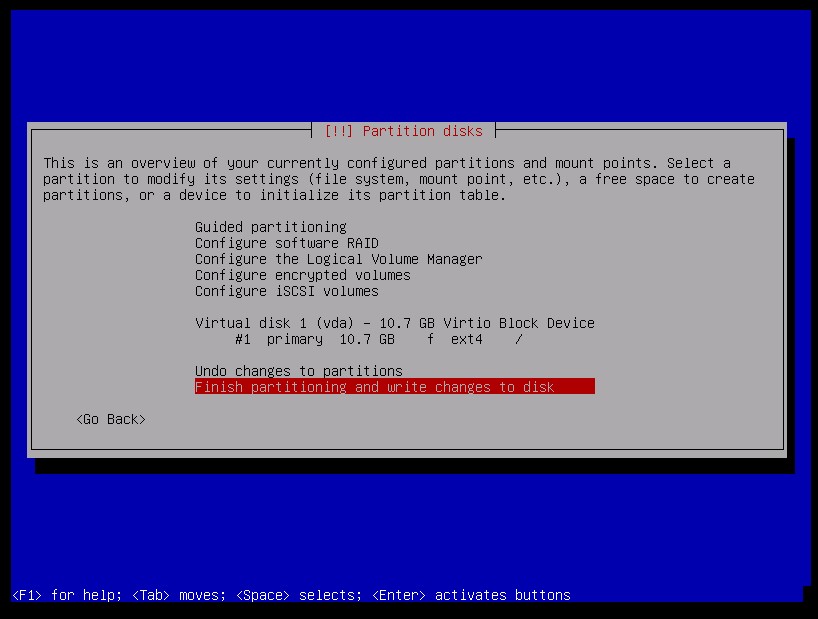 [!!] Partition disks
This is an overview of your currently configured partitions and mount points. Select a
partition to modify its settings (file system, mount point, etc.), a free space to create
partitions, or a device to initialize its partition table.
Guided partitioning
Configure software RAID
Configure the Logical Volume Manager
Configure encrypted volumes
Configure iSCSI volumes
Virtual disk 1 (vda) - 10.7 GB Virtio Block Device
#1 primary 10.7 GB f ext4 /
Undo changes to partitions
Finish partitioning and write changes to disk
<Go Back>
<F1> for help; <Tab> moves; <Space> selects; <Enter> activates buttons